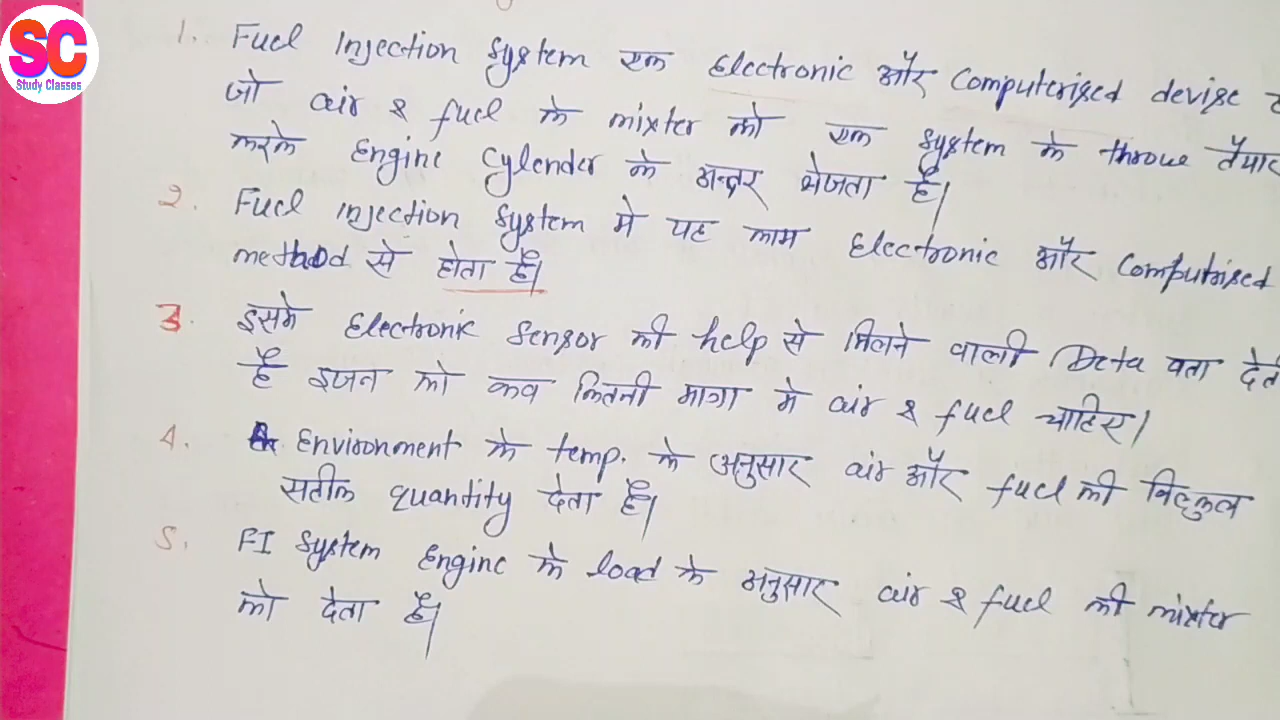 SC
Study Classes
1. Fuel Injection System एक Electronic और Computerised devise
जो air & fuel के mixter को एक System के throue तैयार
करके Engine Cylender के अन्दर भेजता है।
2. Fuel Injection System मे यह काम Electronic और Computrised
method से होता है।
3. इसमे Electronic Sensor की help से मिलने वाली Deta बता देती
है इजन को कब कितनी मात्रा मे air & fuel चाहिए।
4. Environment के temp. के अनुसार air और fuel की बिल्कुल
सतीक quantity देता है।
5. FI System Engine के load के अनुसार air & fuel की mixter
को देता है।